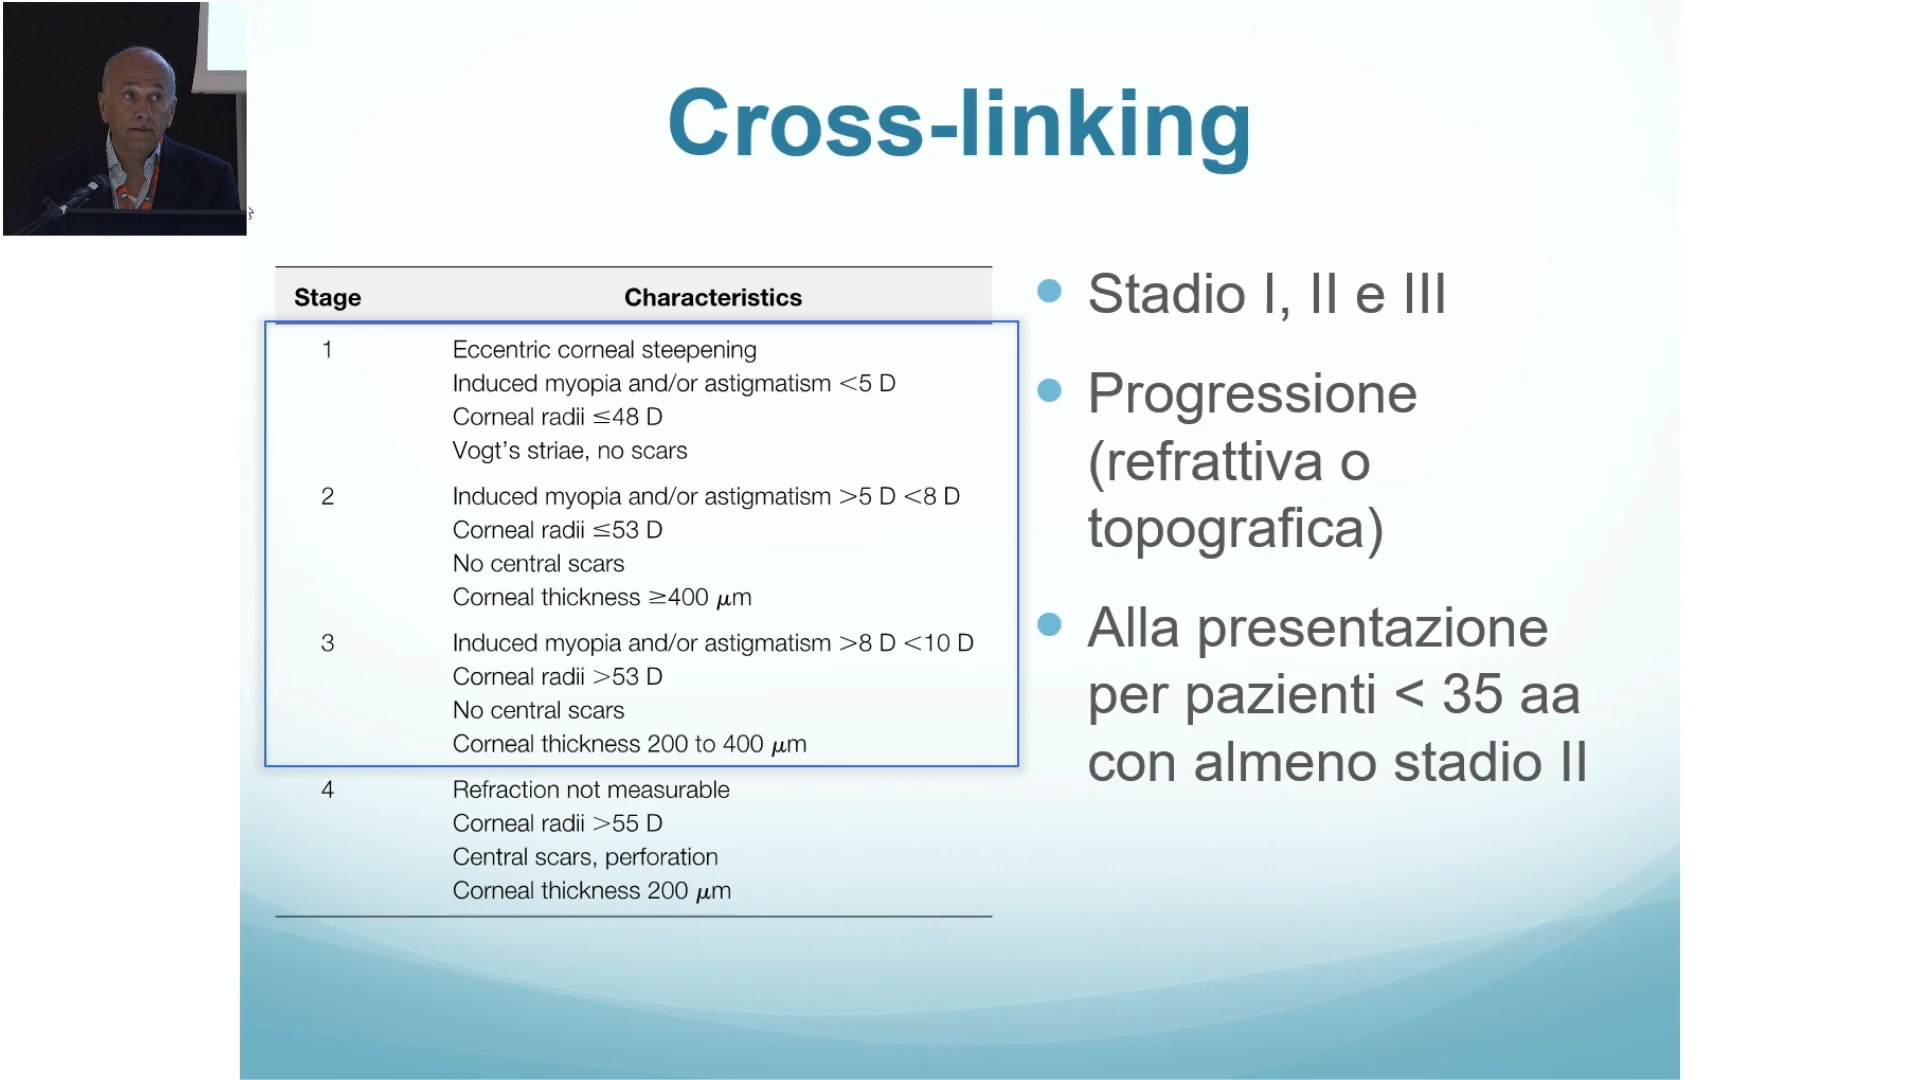 Cross-linking
Stage Characteristics
1 Eccentric corneal steepening
Induced myopia and/or astigmatism <5 D
Corneal radii ≤48 D
Vogt's striae, no scars
2 Induced myopia and/or astigmatism >5 D <8 D
Corneal radii ≤53 D
No central scars
Corneal thickness ≥400 μm
3 Induced myopia and/or astigmatism >8 D <10 D
Corneal radii >53 D
No central scars
Corneal thickness 200 to 400 μm
4 Refraction not measurable
Corneal radii >55 D
Central scars, perforation
Corneal thickness 200 μm
• Stadio I, II e III
• Progressione
(refrattiva o
topografica)
• Alla presentazione
per pazienti < 35 aa
con almeno stadio II